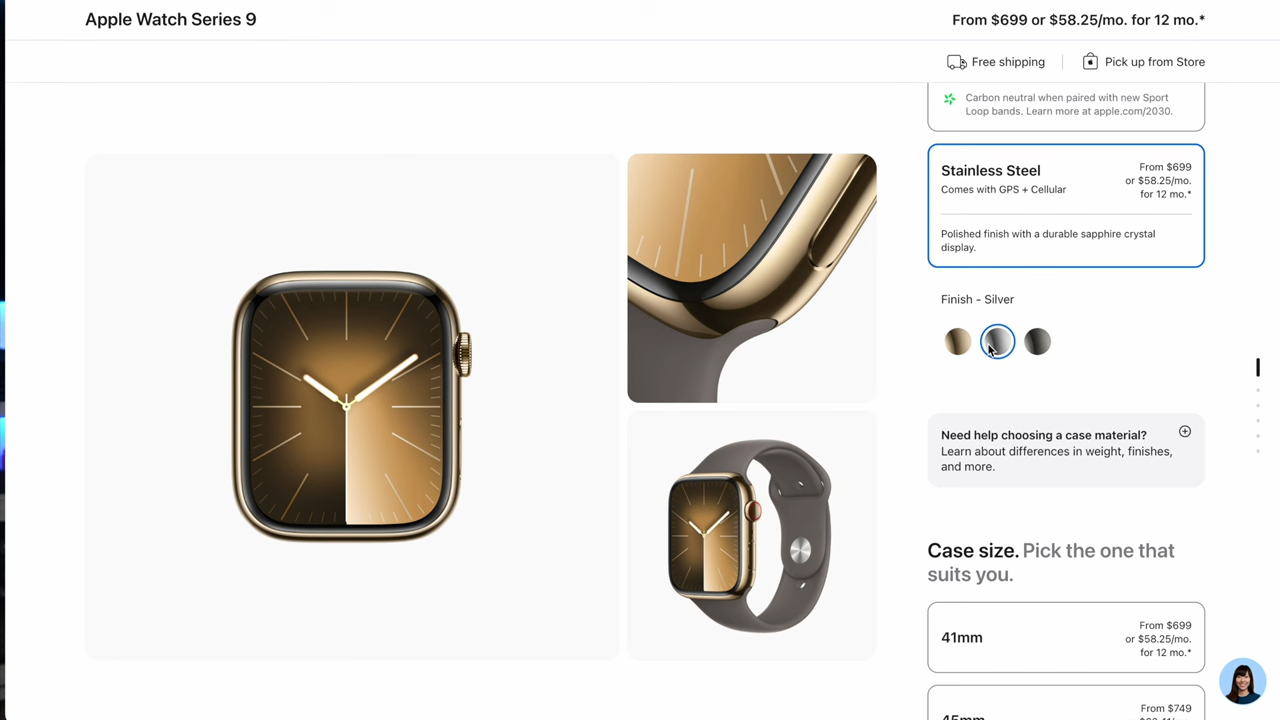 Apple Watch Series 9
From $699 or $58.25/mo. for 12 mo.*
Free shipping
Pick up from Store
Carbon neutral when paired with new Sport
Loop bands. Learn more at apple.com/2030.
Stainless Steel
Comes with GPS + Cellular
From $699
or $58.25/mo.
for 12 mo.*
Polished finish with a durable sapphire crystal
display.
Finish - Silver
Need help choosing a case material?
Learn about differences in weight, finishes,
and more.
Case size. Pick the one that
suits you.
41mm
From $699
or $58.25/mo.
for 12 mo.*
45mm
From $749